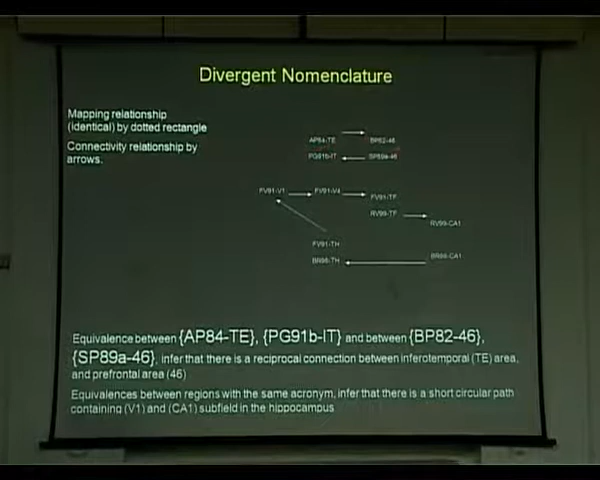 Divergent Nomenclature
Mapping relationship
(identical) by dotted rectangle
Connectivity relationship by
arrows.
AP84-TE BP82-46
PG91b-IT SP89a-46
FV91-V1 FV91-V4 FV91-TF
RV99-TF RV99-CA1
FV91-TH
BR98-TH BR98-CA1
Equivalence between {AP84-TE}, {PG91b-IT} and between {BP82-46},
{SP89a-46}, infer that there is a reciprocal connection between inferotemporal (TE) area,
and prefrontal area (46)
Equivalences between regions with the same acronym, infer that there is a short circular path
containing (V1) and (CA1) subfield in the hippocampus